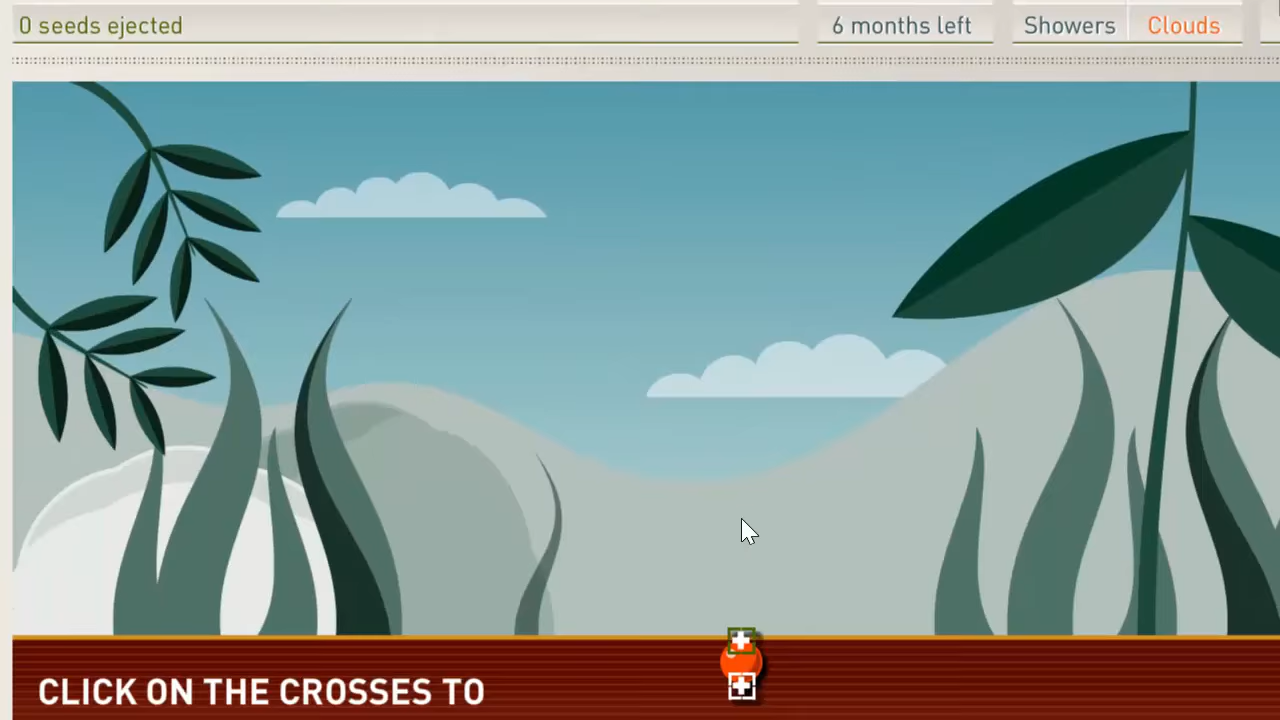 0 seeds ejected
6 months left
Showers
Clouds
CLICK ON THE CROSSES TO